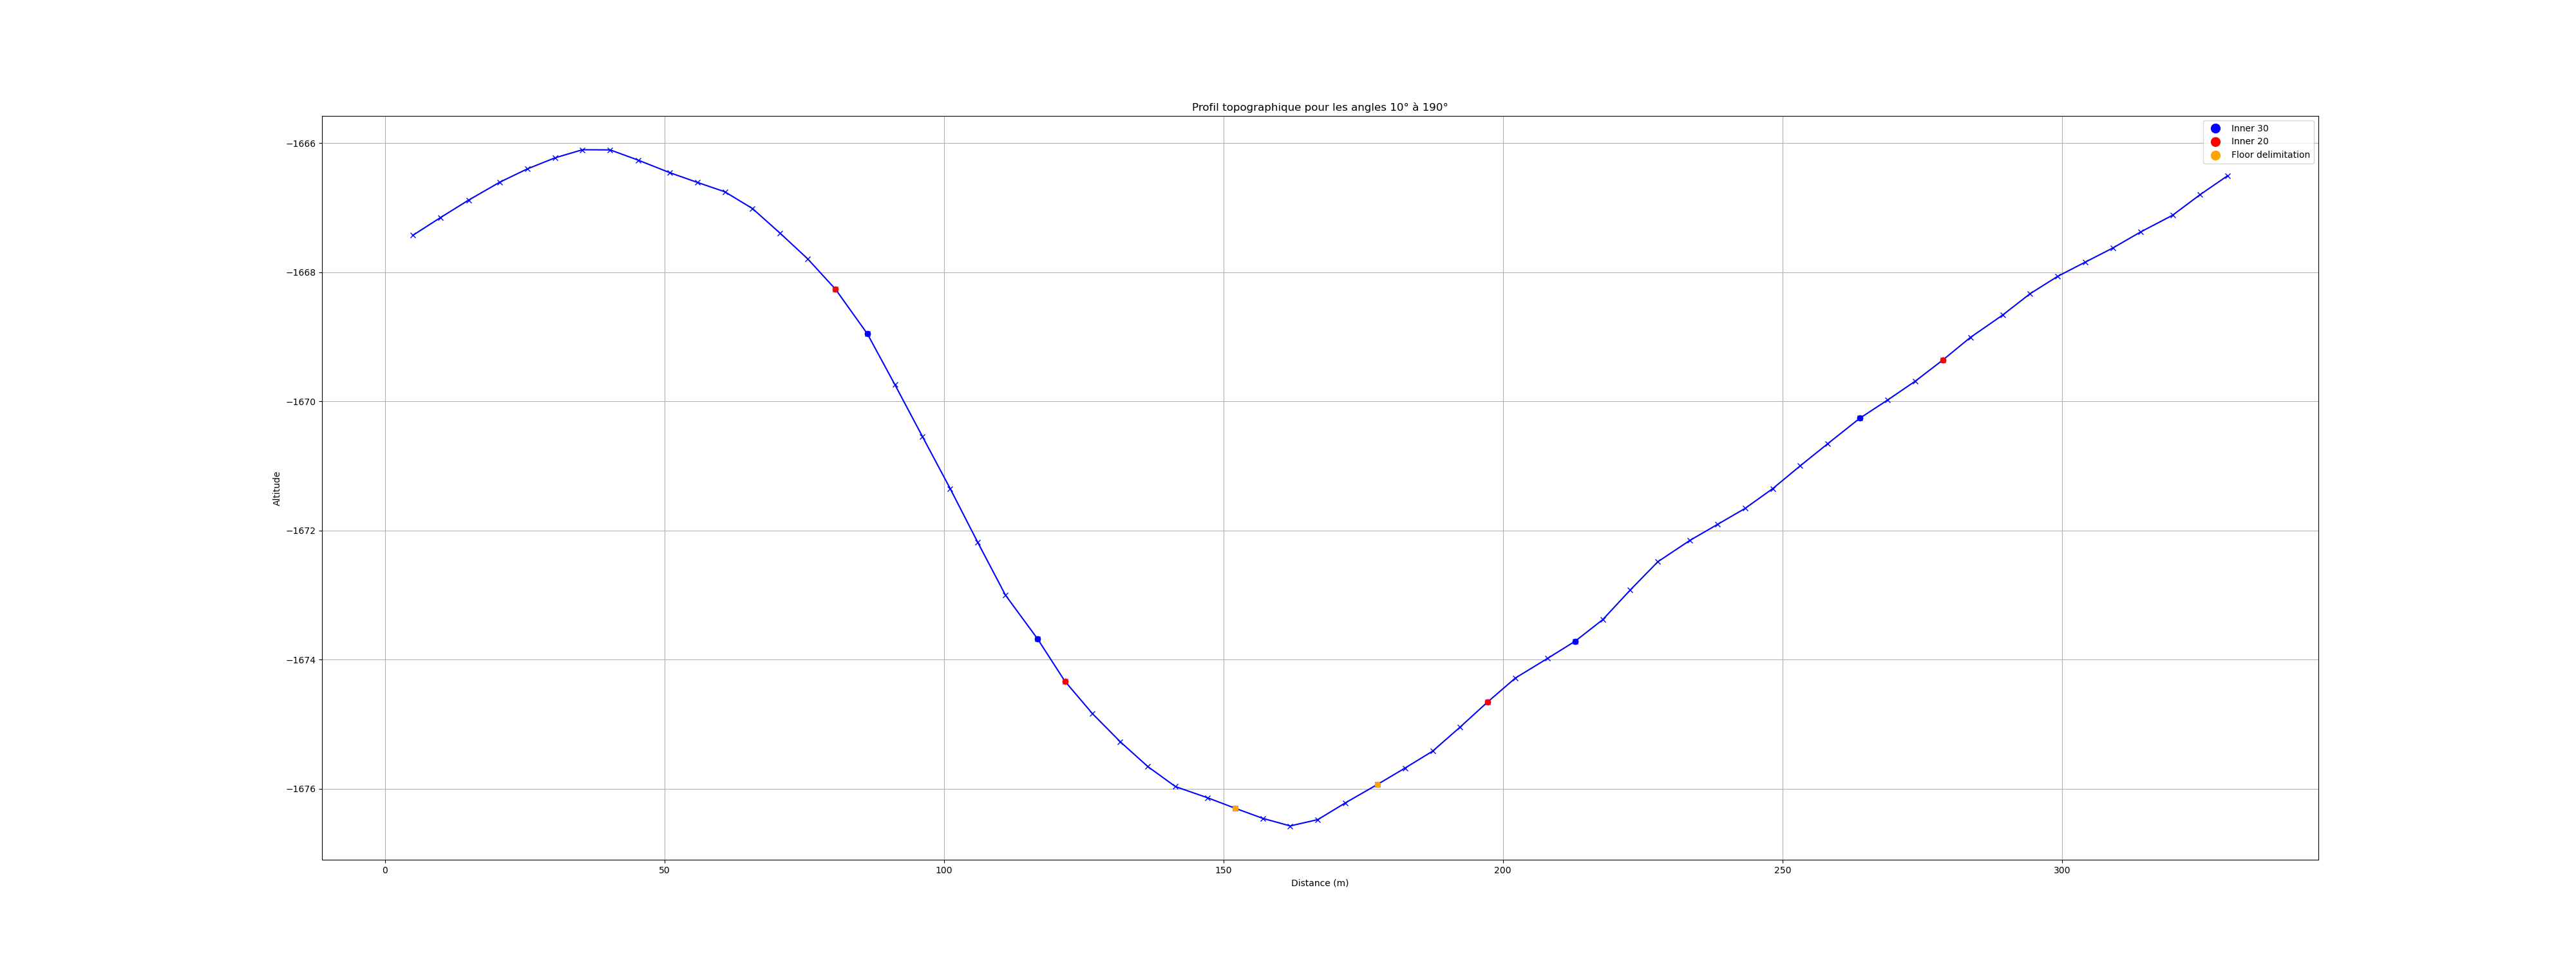 Profil topographique pour les angles 10° à 190°
Inner 30
Inner 20
Floor delimitation
Altitude
−1666
−1668
−1670
−1672
−1674
−1676
0 50 100 150 200 250 300
Distance (m)